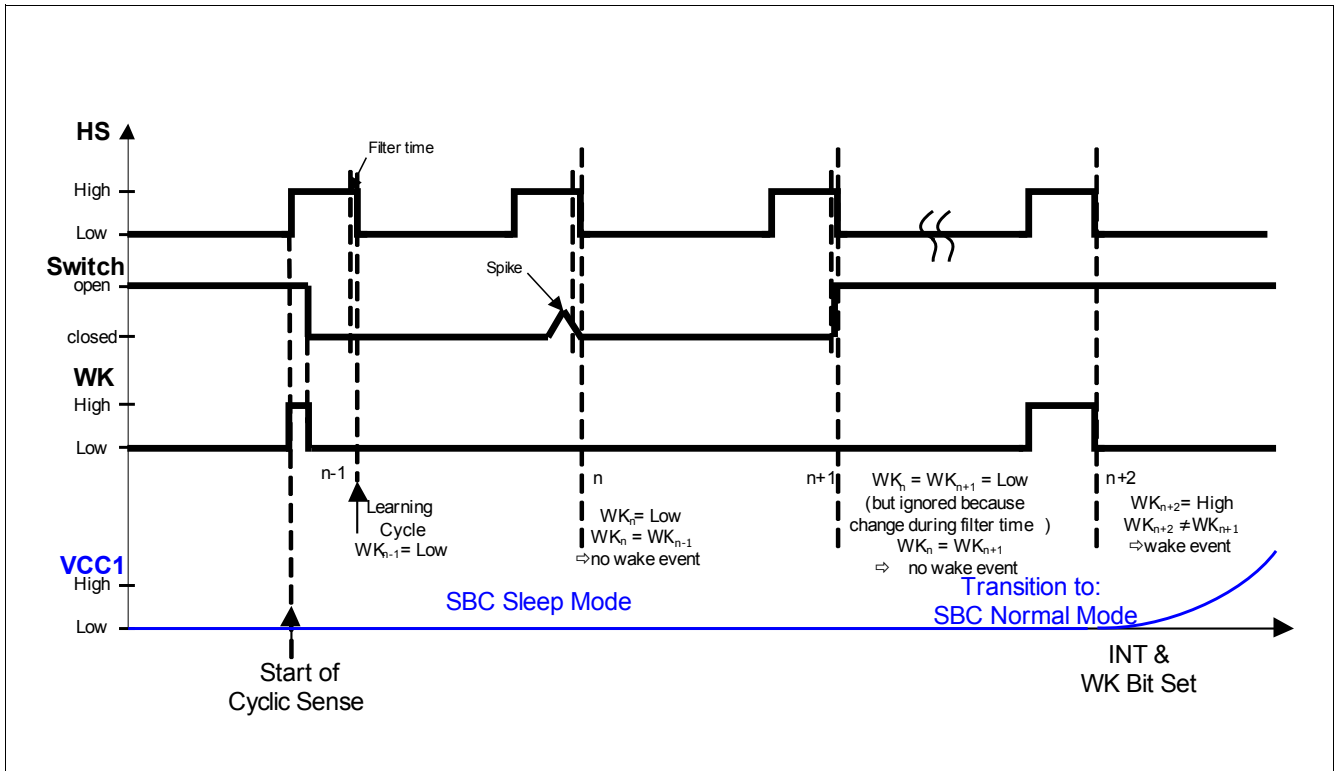 HS
Filter time
High
Low
Switch
open
Spike
closed
WK
High
Low
n-1
n
n+1
n+2
Learning
Cycle
WKn-1= Low
WKn= Low
WKn = WKn-1
⇨no wake event
WKn = WKn+1 = Low
(but ignored because
change during filter time )
WKn = WKn+1
⇨ no wake event
WKn+2= High
WKn+2 ≠WKn+1
⇨wake event
VCC1
High
Low
SBC Sleep Mode
Transition to:
SBC Normal Mode
Start of
Cyclic Sense
INT &
WK Bit Set